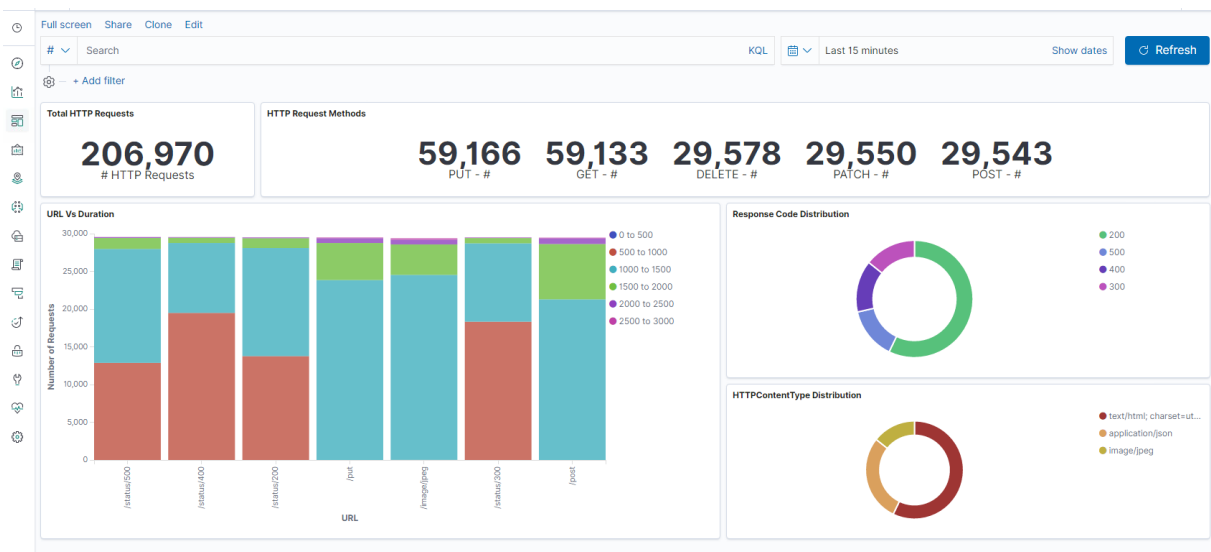 Full screen Share Clone Edit
# Search KQL Last 15 minutes Show dates Refresh
+ Add filter
Total HTTP Requests
206,970
# HTTP Requests
HTTP Request Methods
59,166 59,133 29,578 29,550 29,543
PUT - # GET - # DELETE - # PATCH - # POST - #
URL Vs Duration
30,000
25,000
20,000
15,000
10,000
5,000
0
Number of Requests
/status/500
/status/400
/status/200
/put
/image/jpeg
/status/300
/post
URL
0 to 500
500 to 1000
1000 to 1500
1500 to 2000
2000 to 2500
2500 to 3000
Response Code Distribution
200
500
400
300
HTTPContentType Distribution
text/html; charset=ut...
application/json
image/jpeg